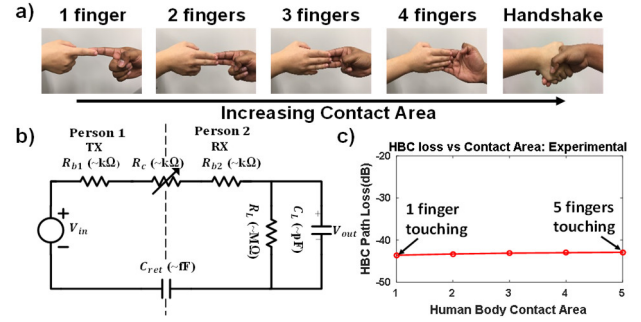 a)
1 finger 2 fingers 3 fingers 4 fingers Handshake
Increasing Contact Area
b)
Person 1 Person 2
TX RX
R_b1 (~kΩ) R_c (~kΩ) R_b2 (~kΩ)
V_in
R_L (~MΩ)
C_L (~pF)
V_out
C_ret (~fF)
c)
HBC loss vs Contact Area: Experimental
HBC Path Loss(dB)
-20
-30
-40
-50
1 finger
touching
5 fingers
touching
1 2 3 4 5
Human Body Contact Area